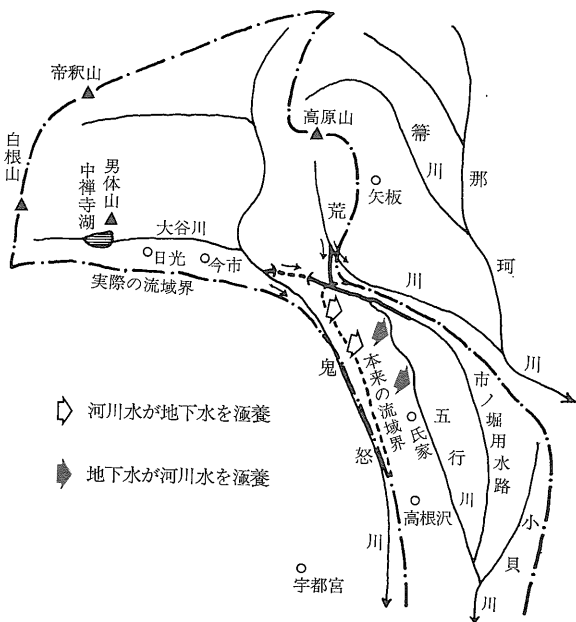 帝釈山
高原山
白根山
中禅寺湖
男体山
大谷川
日光
今市
実際の流域界
矢板
荒川
箒川
那珂川
鬼怒川
本来の流域界
氏家
五行川
市ノ堀用水路
小貝川
高根沢
宇都宮
河川水が地下水を涵養
地下水が河川水を涵養